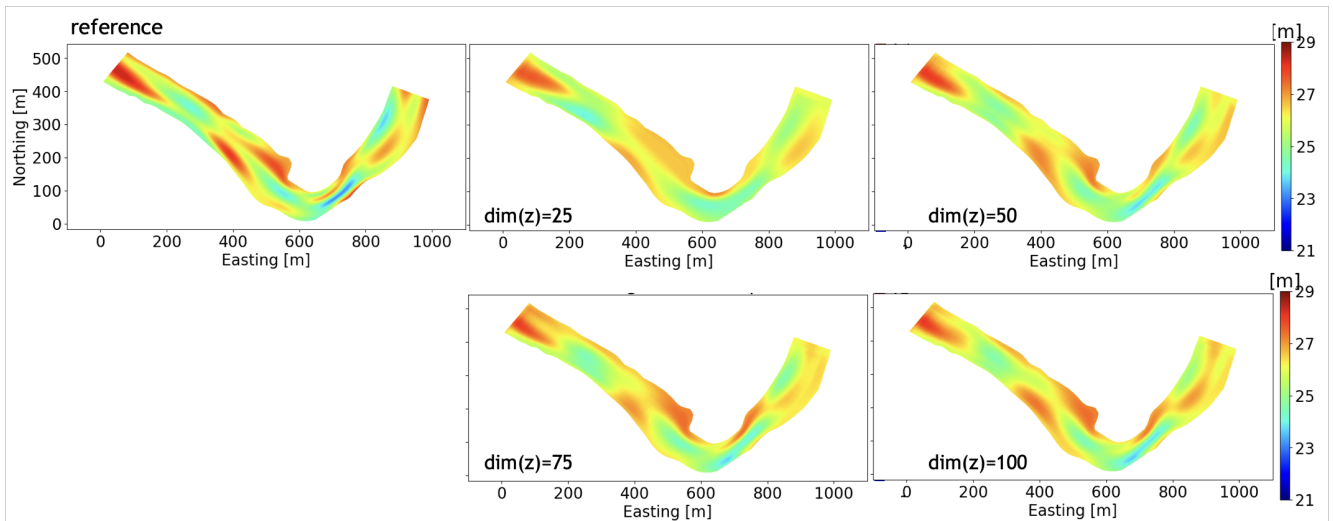 reference
[m]
500
400
300
200
100
0
Northing [m]
0 200 400 600 800 1000
Easting [m]
dim(z)=25
0 200 400 600 800 1000
Easting [m]
dim(z)=50
200 400 600 800 1000
Easting [m]
29
27
25
23
21
[m]
dim(z)=75
0 200 400 600 800 1000
Easting [m]
dim(z)=100
200 400 600 800 1000
Easting [m]
29
27
25
23
21